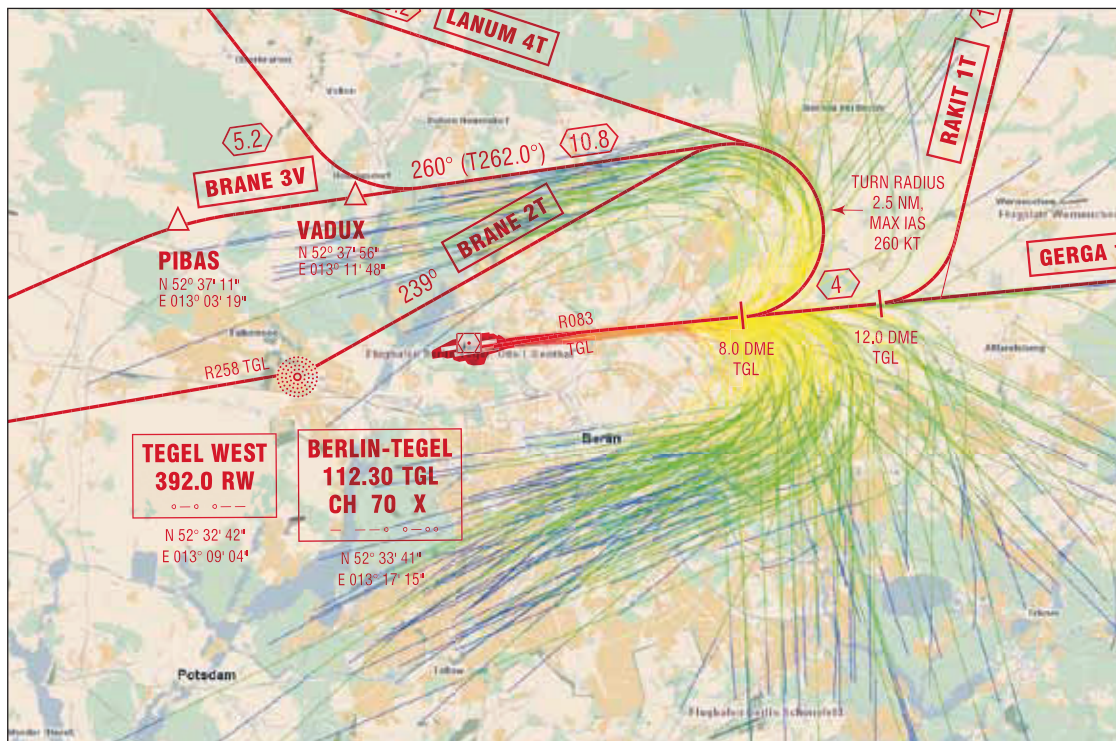 LANUM 4T
RAKIT 1T
5.2
BRANE 3V
260° (T262.0°)
10.8
BRANE 2T
239°
PIBAS
N 52° 37' 11"
E 013° 03' 19"
VADUX
N 52° 37' 56"
E 013° 11' 48"
TURN RADIUS
2.5 NM,
MAX IAS
260 KT
GERGA
4
R083
TGL
8.0 DME
TGL
12.0 DME
TGL
R258 TGL
Berlin
TEGEL WEST
392.0 RW
N 52° 32' 42"
E 013° 09' 04"
BERLIN-TEGEL
112.30 TGL
CH 70 X
N 52° 33' 41"
E 013° 17' 15"
Potsdam